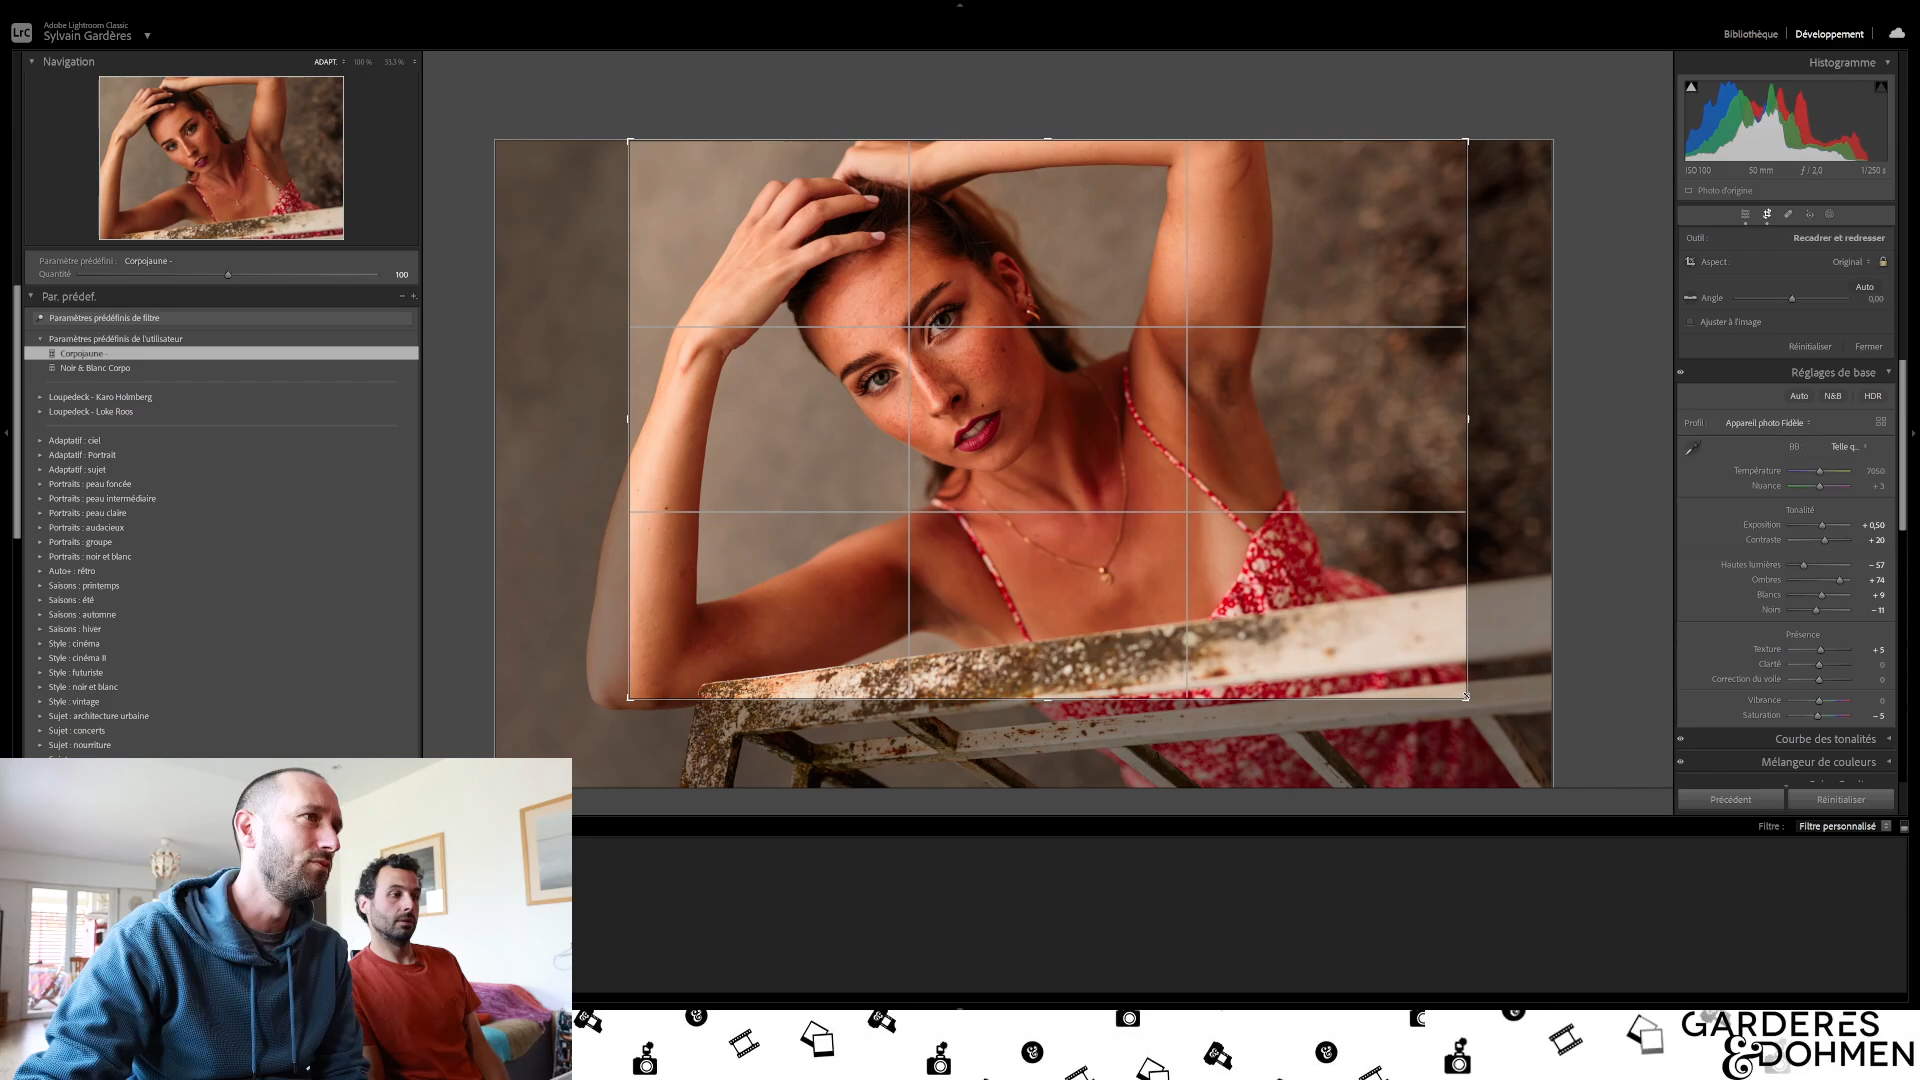 Adobe Lightroom Classic
Sylvain Gardères
Bibliothèque
Développement
Navigation
ADAPT.
100 %
33,3 %
Histogramme
ISO 100
50 mm
ƒ / 2,0
1/250 s
Photo d'origine
Outil :
Recadrer et redresser
Aspect :
Original
Auto
Angle
0,00
Ajuster à l'image
Réinitialiser
Fermer
Paramètre prédéfini :
Corpojaune -
Quantité
100
Par. prédéf.
Paramètres prédéfinis de filtre
Paramètres prédéfinis de l'utilisateur
Corpojaune -
Noir & Blanc Corpo
Loupedeck - Karo Holmberg
Loupedeck - Loke Roos
Adaptatif : ciel
Adaptatif : Portrait
Adaptatif : sujet
Portraits : peau foncée
Portraits : peau intermédiaire
Portraits : peau claire
Portraits : audacieux
Portraits : groupe
Portraits : noir et blanc
Auto+ : rétro
Saisons : printemps
Saisons : été
Saisons : automne
Saisons : hiver
Style : cinéma
Style : cinéma II
Style : futuriste
Style : noir et blanc
Style : vintage
Sujet : architecture urbaine
Sujet : concerts
Sujet : nourriture
Réglages de base
Auto
N&B
HDR
Profil :
Appareil photo Fidèle
BB :
Telle q...
Température
7050
Nuance
+ 3
Tonalité
Exposition
+ 0,50
Contraste
+ 20
Hautes lumières
– 57
Ombres
+ 74
Blancs
+ 9
Noirs
– 11
Présence
Texture
+ 5
Clarté
0
Correction du voile
0
Vibrance
0
Saturation
– 5
Courbe des tonalités
Mélangeur de couleurs
Précédent
Réinitialiser
Filtre :
Filtre personnalisé
GARDERES
&DOHMEN